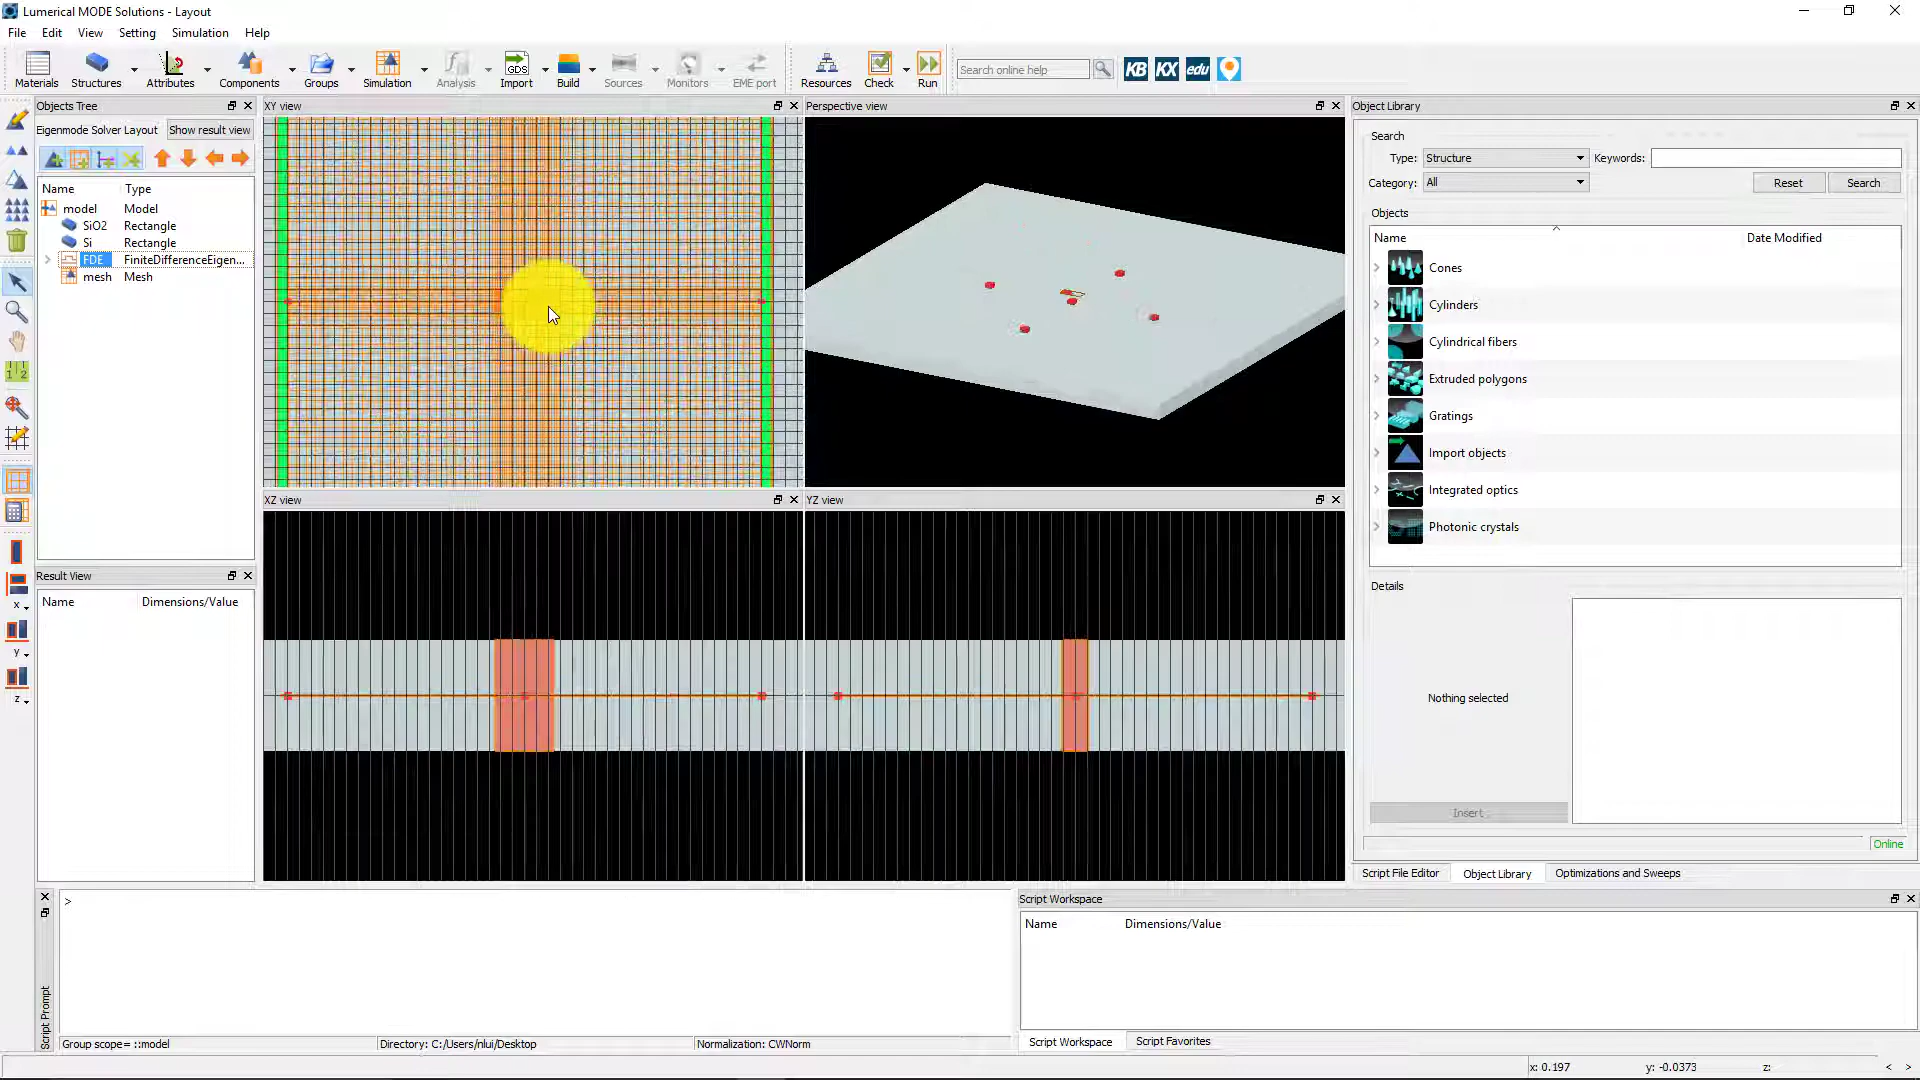 Lumerical MODE Solutions - Layout
File Edit View Setting Simulation Help
Materials Structures Attributes Components Groups Simulation Analysis GDS Import Build Sources Monitors EME port Resources Check Run Search online help KB KX edu
Objects Tree
Eigenmode Solver Layout Show result view
Name Type
model Model
SiO2 Rectangle
Si Rectangle
FDE FiniteDifferenceEigen...
mesh Mesh
Result View
Name Dimensions/Value
XY view
Perspective view
XZ view
YZ view
Object Library
Search
Type: Structure Keywords:
Category: All Reset Search
Objects
Name Date Modified
Cones
Cylinders
Cylindrical fibers
Extruded polygons
Gratings
Import objects
Integrated optics
Photonic crystals
Details
Nothing selected
Insert
Online
Script File Editor Object Library Optimizations and Sweeps
x
y
z
Script Prompt
>
Group scope= ::model Directory: C:/Users/nlui/Desktop Normalization: CWNorm
Script Workspace
Name Dimensions/Value
Script Workspace Script Favorites
x: 0.197 y: -0.0373 z: < >